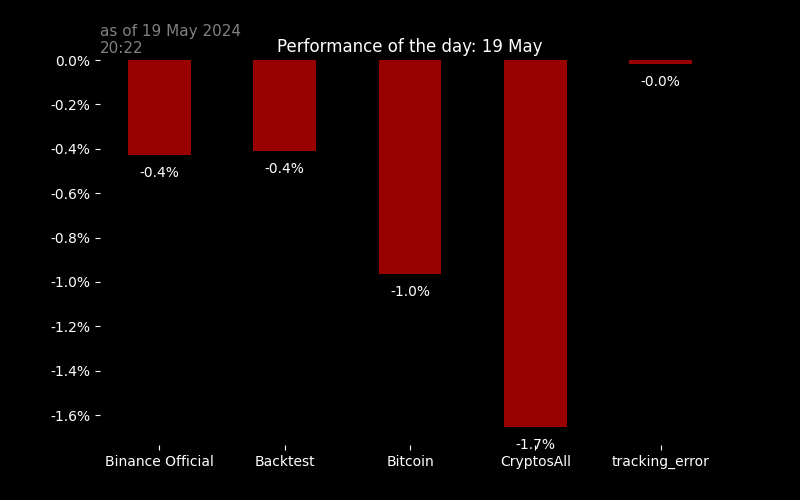 as of 19 May 2024
20:22
Performance of the day: 19 May
0.0%
-0.2%
-0.4%
-0.6%
-0.8%
-1.0%
-1.2%
-1.4%
-1.6%
-0.4%
-0.4%
-1.0%
-1.7%
-0.0%
Binance Official
Backtest
Bitcoin
CryptosAll
tracking_error